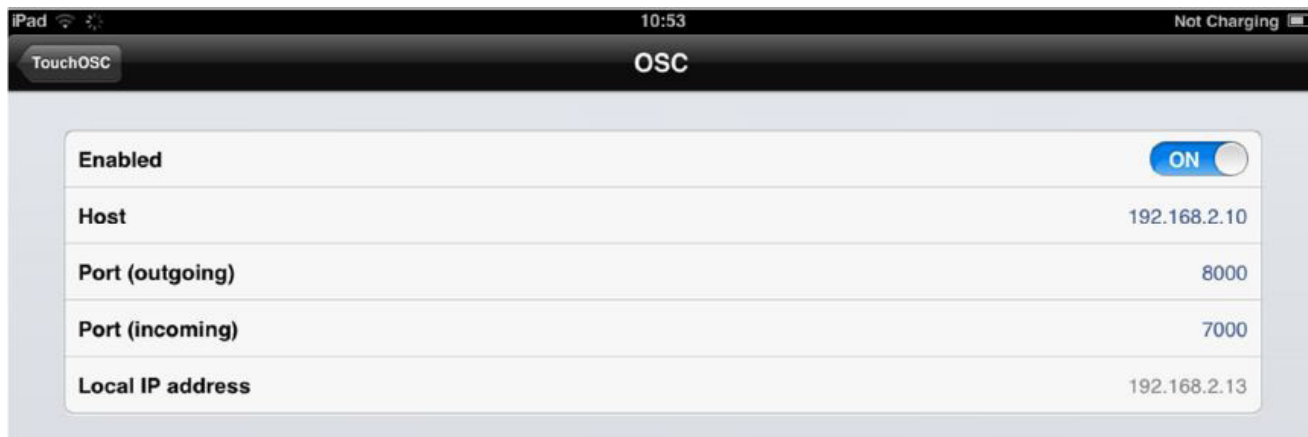 iPad 10:53 Not Charging
TouchOSC OSC
Enabled ON
Host 192.168.2.10
Port (outgoing) 8000
Port (incoming) 7000
Local IP address 192.168.2.13